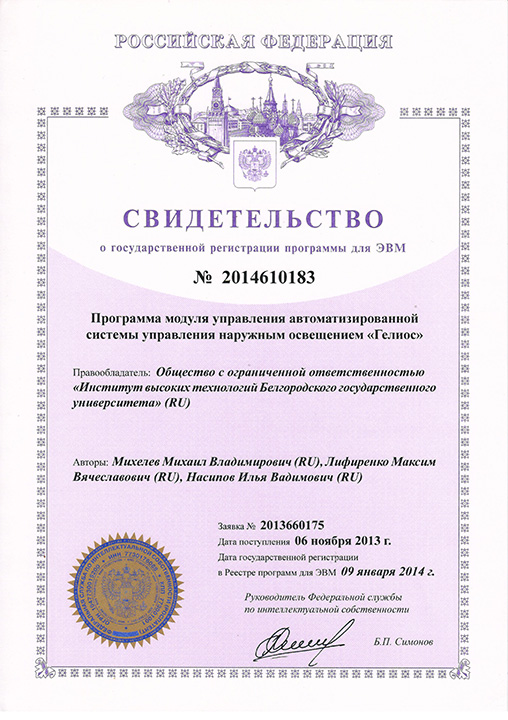 РОССИЙСКАЯ ФЕДЕРАЦИЯ
СВИДЕТЕЛЬСТВО
о государственной регистрации программы для ЭВМ
№ 2014610183
Программа модуля управления автоматизированной
системы управления наружным освещением «Гелиос»
Правообладатель: Общество с ограниченной ответственностью
«Институт высоких технологий Белгородского государственного
университета» (RU)
Авторы: Михелев Михаил Владимирович (RU), Лифиренко Максим
Вячеславович (RU), Насипов Илья Вадимович (RU)
Заявка № 2013660175
Дата поступления 06 ноября 2013 г.
Дата государственной регистрации
в Реестре программ для ЭВМ 09 января 2014 г.
Руководитель Федеральной службы
по интеллектуальной собственности
Б.П. Симонов